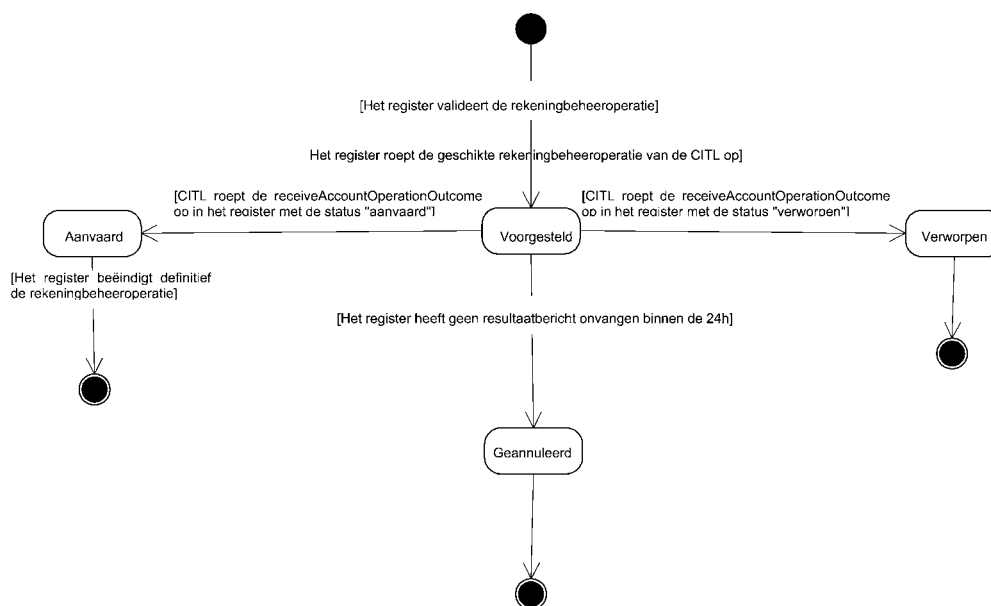 [Het register valideert de rekeningbeheeroperatie]
Het register roept de geschikte rekeningbeheeroperatie van de CITL op]
[CITL roept de receiveAccountOperationOutcome
op in het register met de status "aanvaard"]
[CITL roept de receiveAccountOperationOutcome
op in het register met de status "verworpen"]
Aanvaard
Voorgesteld
Verworpen
[Het register beëindigt definitief
de rekeningbeheeroperatie]
[Het register heeft geen resultaatbericht onvangen binnen de 24h]
Geannuleerd